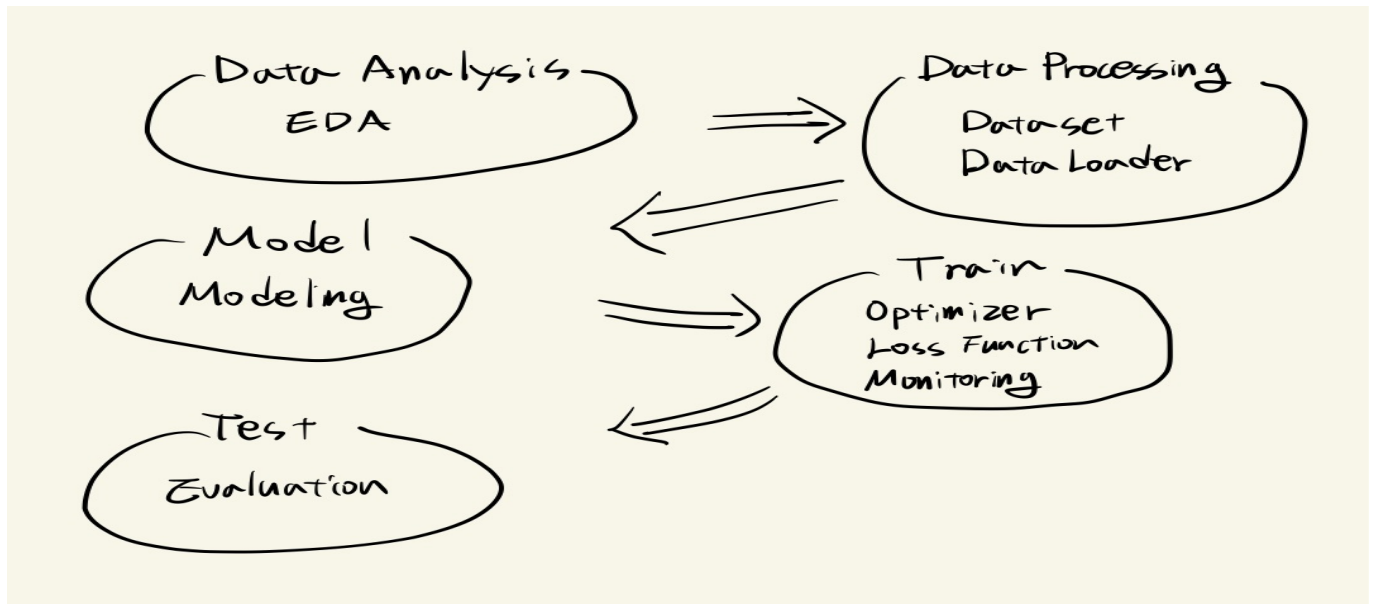 Data Analysis
EDA
Data Processing
Dataset
Data Loader
Model
Modeling
Train
Optimizer
Loss Function
Monitoring
Test
Evaluation